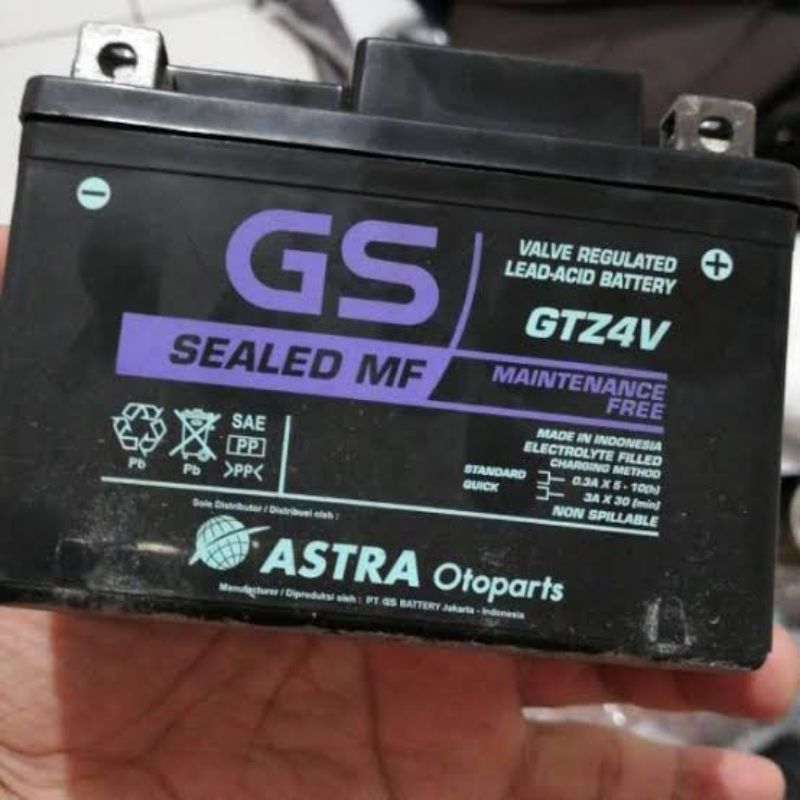 GS
VALVE REGULATED
LEAD-ACID BATTERY
GTZ4V
SEALED MF
MAINTENANCE
FREE
Pb
Pb
SAE
PP
>PP<
MADE IN INDONESIA
ELECTROLYTE FILLED
CHARGING METHOD
STANDARD 0.3A X 5 - 10(h)
QUICK 3A X 30 (min)
NON SPILLABLE
Sole Distributor / Distribusi oleh :
ASTRA Otoparts
Manufacturer / Diproduksi oleh : PT. GS BATTERY Jakarta - Indonesia